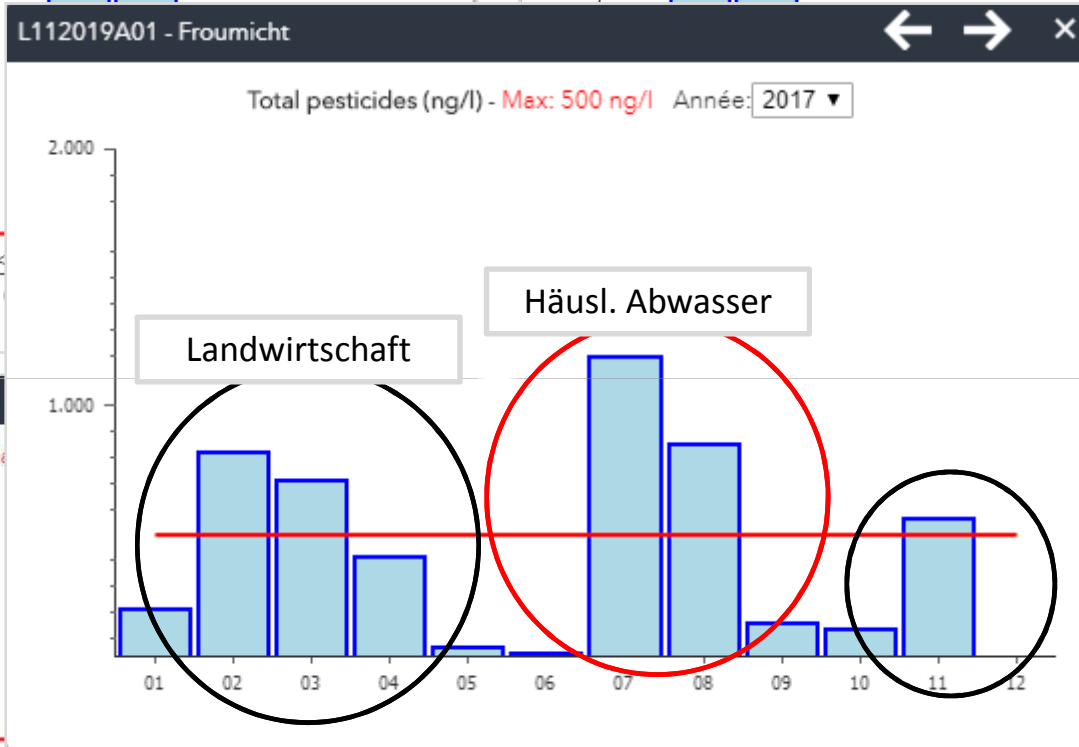 L112019A01 - Froumicht
Total pesticides (ng/l) - Max: 500 ng/l Année: 2017
2.000
Häusl. Abwasser
Landwirtschaft
1.000
01 02 03 04 05 06 07 08 09 10 11 12